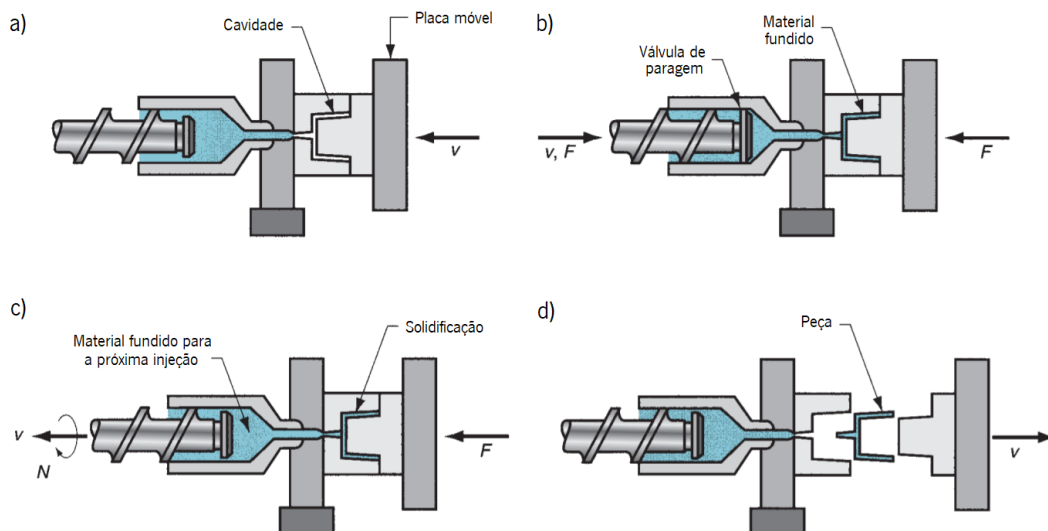 a)
Cavidade
Placa móvel
v
b)
Válvula de
paragem
Material
fundido
v, F
F
c)
Material fundido para
a próxima injeção
Solidificação
v
N
F
d)
Peça
v